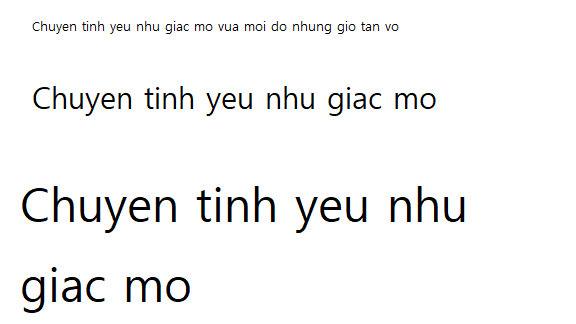 Chuyen tinh yeu nhu giac mo vua moi do nhung gio tan vo
Chuyen tinh yeu nhu giac mo
Chuyen tinh yeu nhu
giac mo